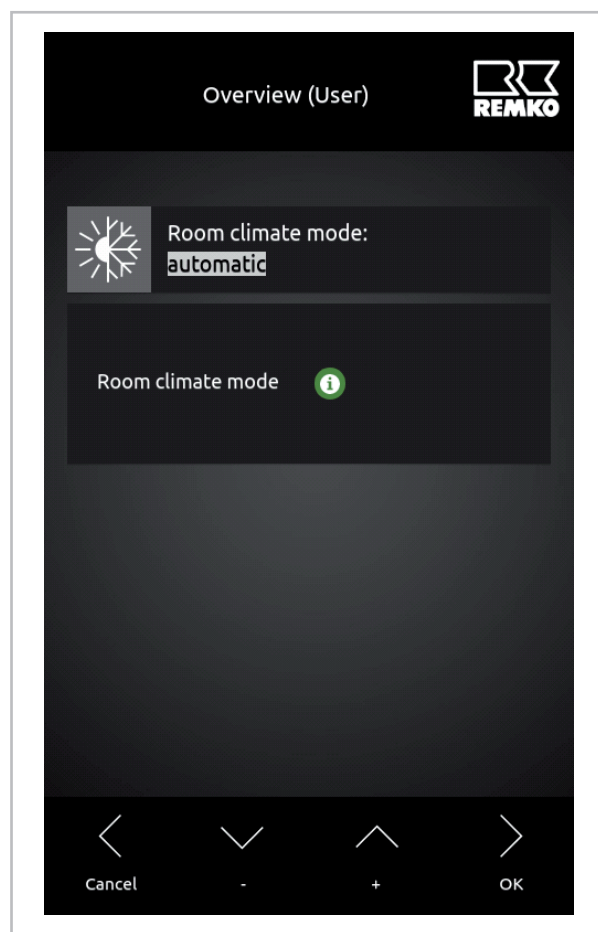 Overview (User)
REMKO
Room climate mode:
automatic
Room climate mode
i
Cancel
-
+
OK